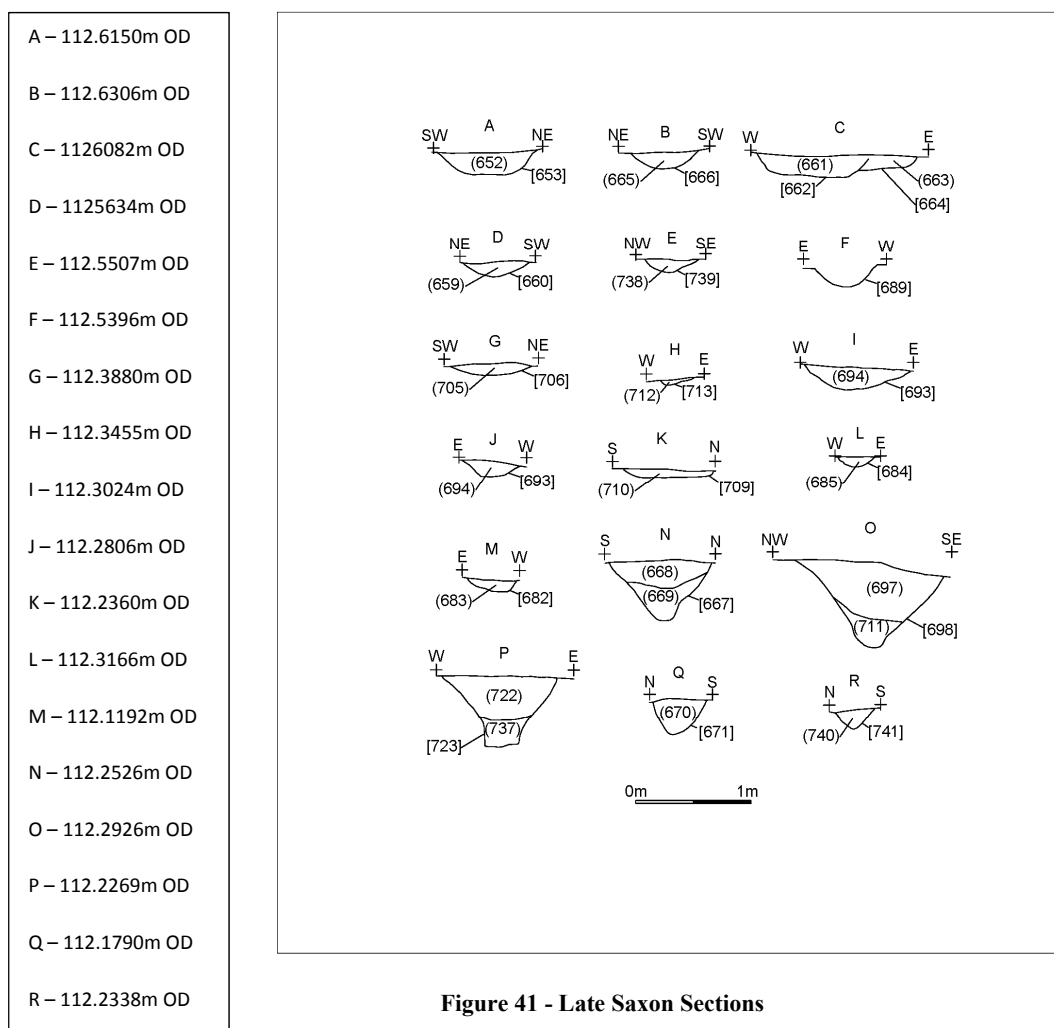 A – 112.6150m OD
B – 112.6306m OD
C – 1126082m OD
D – 1125634m OD
E – 112.5507m OD
F – 112.5396m OD
G – 112.3880m OD
H – 112.3455m OD
I – 112.3024m OD
J – 112.2806m OD
K – 112.2360m OD
L – 112.3166m OD
M – 112.1192m OD
N – 112.2526m OD
O – 112.2926m OD
P – 112.2269m OD
Q – 112.1790m OD
R – 112.2338m OD
A
SW NE
(652)
[653]
B
NE SW
(665) [666]
C
W E
(661)
[662] (663)
[664]
D
NE SW
(659) [660]
E
NW SE
(738) [739]
F
E W
[689]
G
SW NE
(705) [706]
H
W E
(712) [713]
I
W E
(694)
[693]
J
E W
(694) [693]
K
S N
(710) [709]
L
W E
(685) [684]
M
E W
(683) [682]
N
S N
(668)
(669) [667]
O
NW SE
(697)
(711) [698]
P
W E
(722)
(737)
[723]
Q
N S
(670)
[671]
R
N S
(740) [741]
0m 1m
Figure 41 - Late Saxon Sections